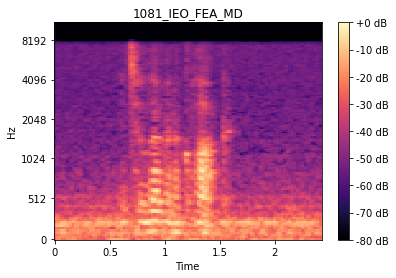 1081_IEO_FEA_MD
Hz
8192
4096
2048
1024
512
0
0
0.5
1
1.5
2
Time
+0 dB
-10 dB
-20 dB
-30 dB
-40 dB
-50 dB
-60 dB
-70 dB
-80 dB